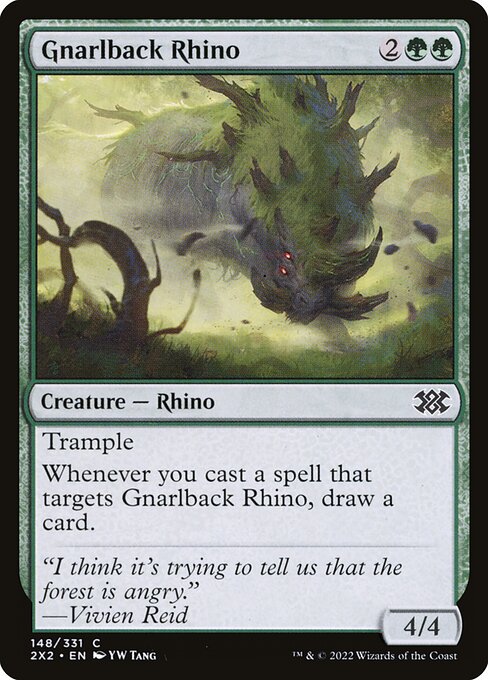 Gnarlback Rhino 2
Creature — Rhino
Trample
Whenever you cast a spell that
targets Gnarlback Rhino, draw a
card.
“I think it’s trying to tell us that the
forest is angry.”
—Vivien Reid
4/4
148/331 C
2X2 • EN YW Tang
™ & © 2022 Wizards of the Coast